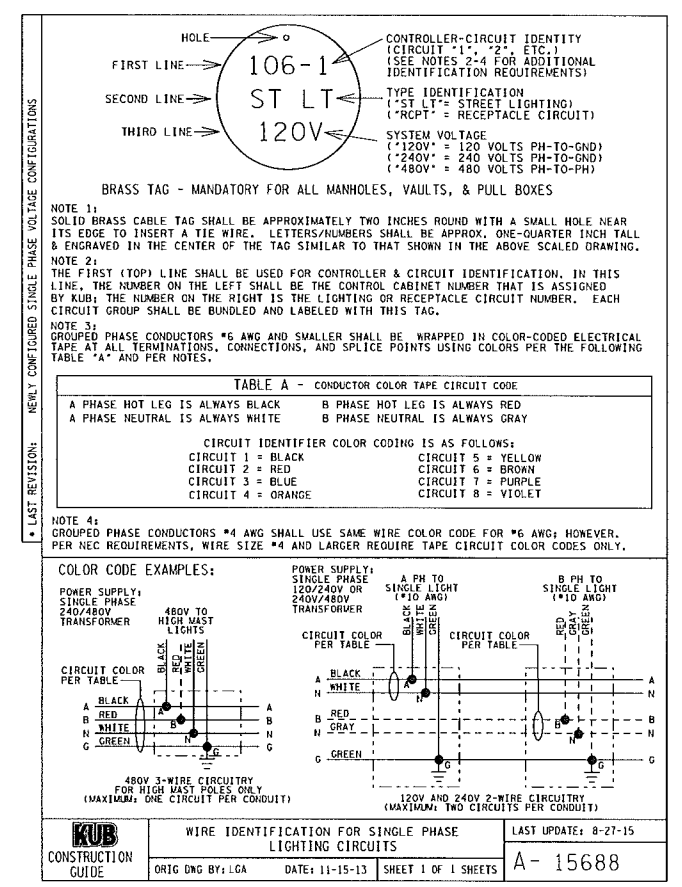 HOLE
FIRST LINE
SECOND LINE
THIRD LINE
106-1
ST LT
120V
CONTROLLER-CIRCUIT IDENTITY
(CIRCUIT "1", "2", ETC.)
(SEE NOTES 2-4 FOR ADDITIONAL
IDENTIFICATION REQUIREMENTS)
TYPE IDENTIFICATION
("ST LT"= STREET LIGHTING)
("RCPT" = RECEPTACLE CIRCUIT)
SYSTEM VOLTAGE
("120V" = 120 VOLTS PH-TO-GND)
("240V" = 240 VOLTS PH-TO-GND)
("480V" = 480 VOLTS PH-TO-PH)
BRASS TAG - MANDATORY FOR ALL MANHOLES, VAULTS, & PULL BOXES
NOTE 1:
SOLID BRASS CABLE TAG SHALL BE APPROXIMATELY TWO INCHES ROUND WITH A SMALL HOLE NEAR
ITS EDGE TO INSERT A TIE WIRE. LETTERS/NUMBERS SHALL BE APPROX. ONE-QUARTER INCH TALL
& ENGRAVED IN THE CENTER OF THE TAG SIMILAR TO THAT SHOWN IN THE ABOVE SCALED DRAWING.
NOTE 2:
THE FIRST (TOP) LINE SHALL BE USED FOR CONTROLLER & CIRCUIT IDENTIFICATION. IN THIS
LINE, THE NUMBER ON THE LEFT SHALL BE THE CONTROL CABINET NUMBER THAT IS ASSIGNED
BY KUB; THE NUMBER ON THE RIGHT IS THE LIGHTING OR RECEPTACLE CIRCUIT NUMBER. EACH
CIRCUIT GROUP SHALL BE BUNDLED AND LABELED WITH THIS TAG.
NOTE 3:
GROUPED PHASE CONDUCTORS #6 AWG AND SMALLER SHALL BE WRAPPED IN COLOR-CODED ELECTRICAL
TAPE AT ALL TERMINATIONS, CONNECTIONS, AND SPLICE POINTS USING COLORS PER THE FOLLOWING
TABLE "A" AND PER NOTES.
TABLE A - CONDUCTOR COLOR TAPE CIRCUIT CODE
A PHASE HOT LEG IS ALWAYS BLACK B PHASE HOT LEG IS ALWAYS RED
A PHASE NEUTRAL IS ALWAYS WHITE B PHASE NEUTRAL IS ALWAYS GRAY
CIRCUIT IDENTIFIER COLOR CODING IS AS FOLLOWS:
CIRCUIT 1 = BLACK CIRCUIT 5 = YELLOW
CIRCUIT 2 = RED CIRCUIT 6 = BROWN
CIRCUIT 3 = BLUE CIRCUIT 7 = PURPLE
CIRCUIT 4 = ORANGE CIRCUIT 8 = VIOLET
NOTE 4:
GROUPED PHASE CONDUCTORS #4 AWG SHALL USE SAME WIRE COLOR CODE FOR #6 AWG; HOWEVER,
PER NEC REQUIREMENTS, WIRE SIZE #4 AND LARGER REQUIRE TAPE CIRCUIT COLOR CODES ONLY.
* LAST REVISION: NEWLY CONFIGURED SINGLE PHASE VOLTAGE CONFIGURATIONS
COLOR CODE EXAMPLES:
POWER SUPPLY:
SINGLE PHASE
240/480V
TRANSFORMER
480V TO
HIGH MAST
LIGHTS
BLACK
RED
WHITE
GREEN
CIRCUIT COLOR
PER TABLE
A BLACK A A
B RED B B
N WHITE N N
G GREEN G
G
480V 3-WIRE CIRCUITRY
FOR HIGH MAST POLES ONLY
(MAXIMUM: ONE CIRCUIT PER CONDUIT)
POWER SUPPLY:
SINGLE PHASE
120/240V OR
240V/480V
TRANSFORMER
A PH TO
SINGLE LIGHT
(#10 AWG)
BLACK
WHITE
GREEN
B PH TO
SINGLE LIGHT
(#10 AWG)
RED
GRAY
GREEN
CIRCUIT COLOR
PER TABLE
CIRCUIT COLOR
PER TABLE
A BLACK A A
N WHITE N N
B RED B B
N GRAY N N
G GREEN G G G
120V AND 240V 2-WIRE CIRCUITRY
(MAXIMUM: TWO CIRCUITS PER CONDUIT)
KUB
CONSTRUCTION
GUIDE
WIRE IDENTIFICATION FOR SINGLE PHASE
LIGHTING CIRCUITS
ORIG DWG BY: LGA DATE: 11-15-13 SHEET 1 OF 1 SHEETS
LAST UPDATE: 8-27-15
A- 15688